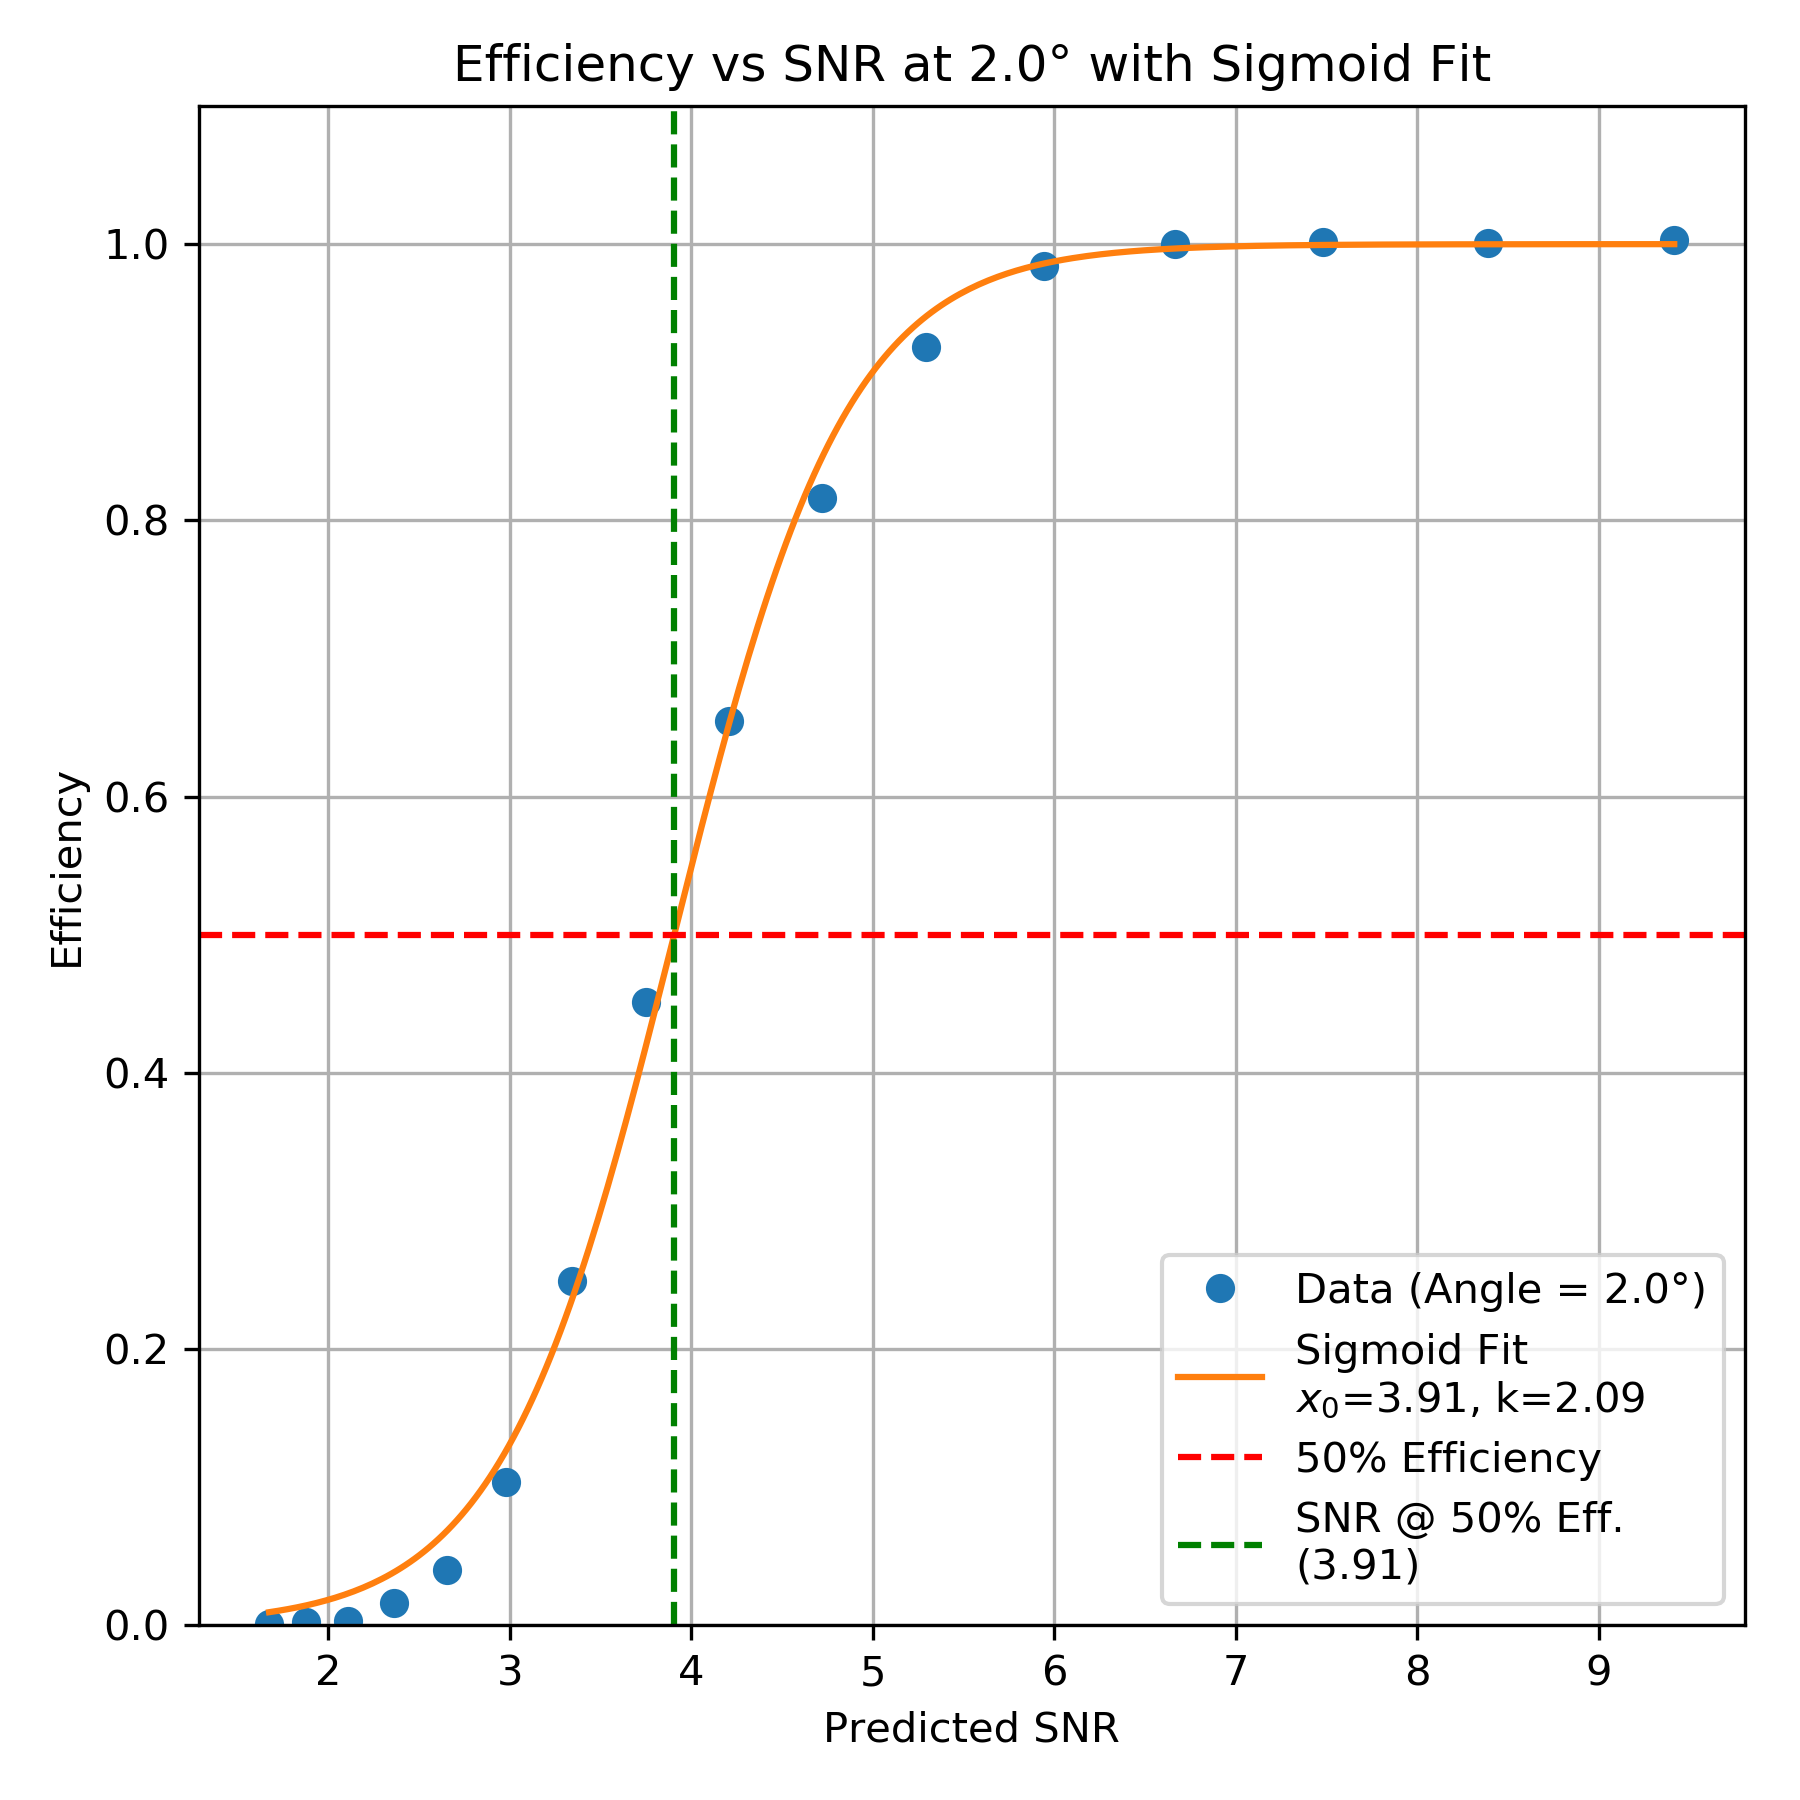 Efficiency vs SNR at 2.0° with Sigmoid Fit
1.0
0.8
0.6
0.4
0.2
0.0
Efficiency
2 3 4 5 6 7 8 9
Predicted SNR
Data (Angle = 2.0°)
Sigmoid Fit
x₀=3.91, k=2.09
50% Efficiency
SNR @ 50% Eff.
(3.91)